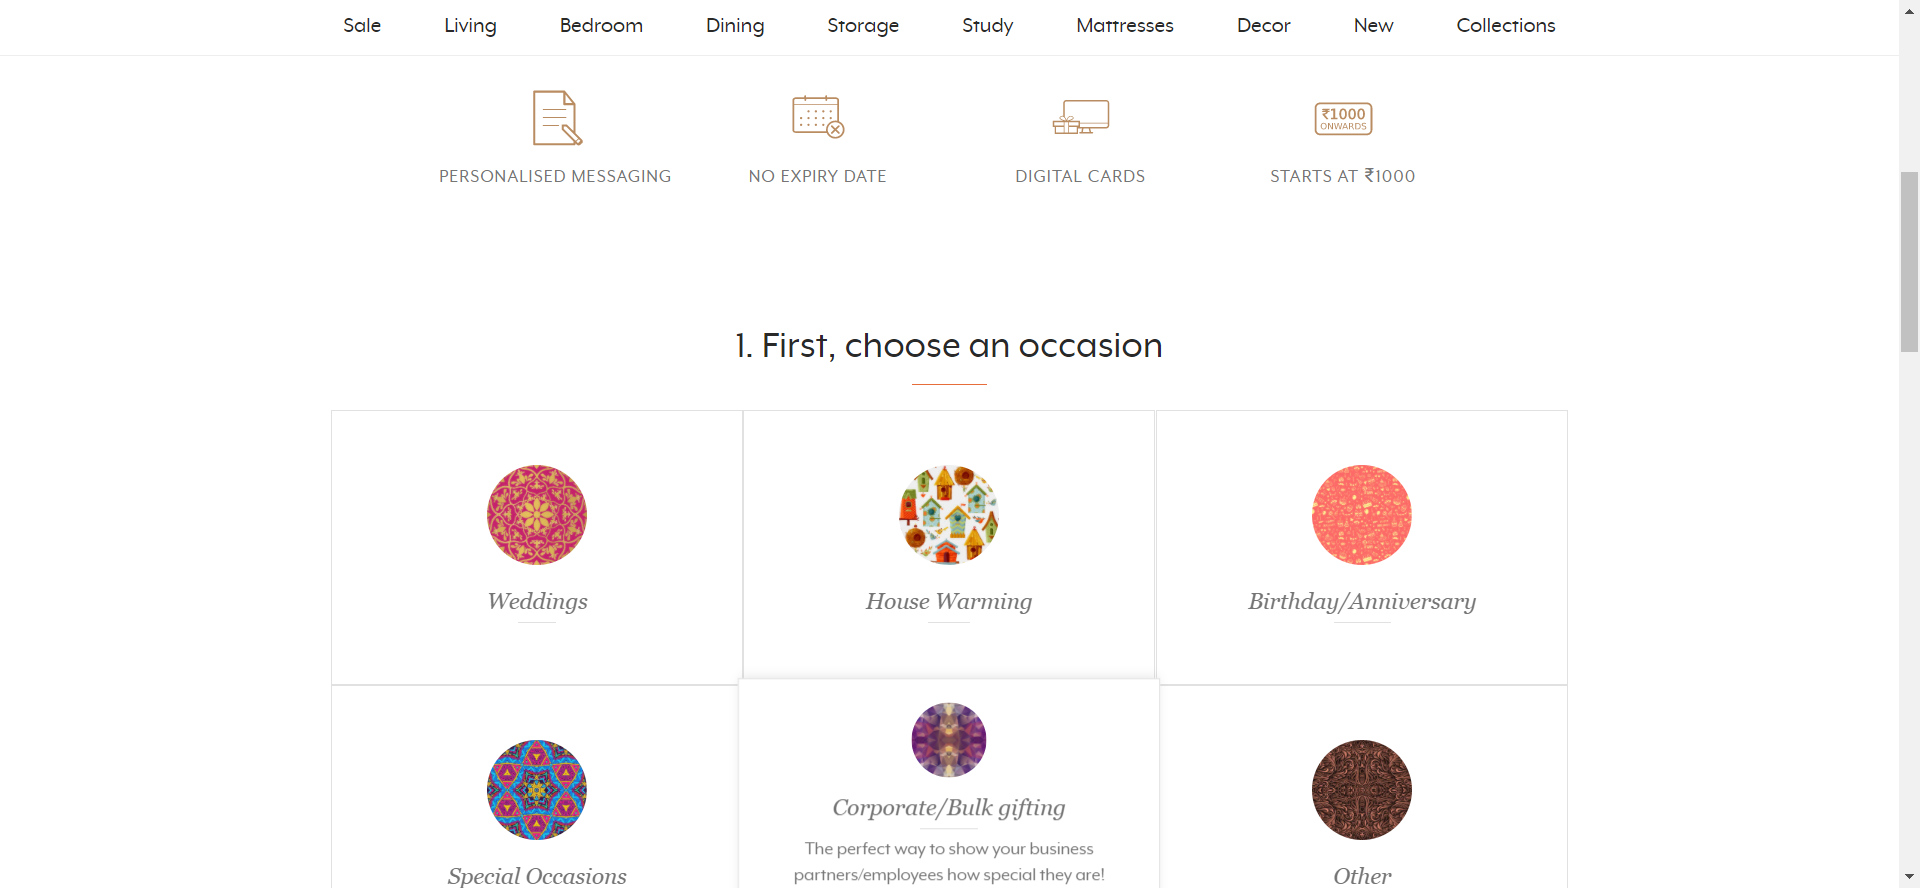 Sale Living Bedroom Dining Storage Study Mattresses Decor New Collections
₹1000
ONWARDS
PERSONALISED MESSAGING NO EXPIRY DATE DIGITAL CARDS STARTS AT ₹1000
1. First, choose an occasion
Weddings House Warming Birthday/Anniversary
Corporate/Bulk gifting
The perfect way to show your business
partners/employees how special they are!
Special Occasions Other